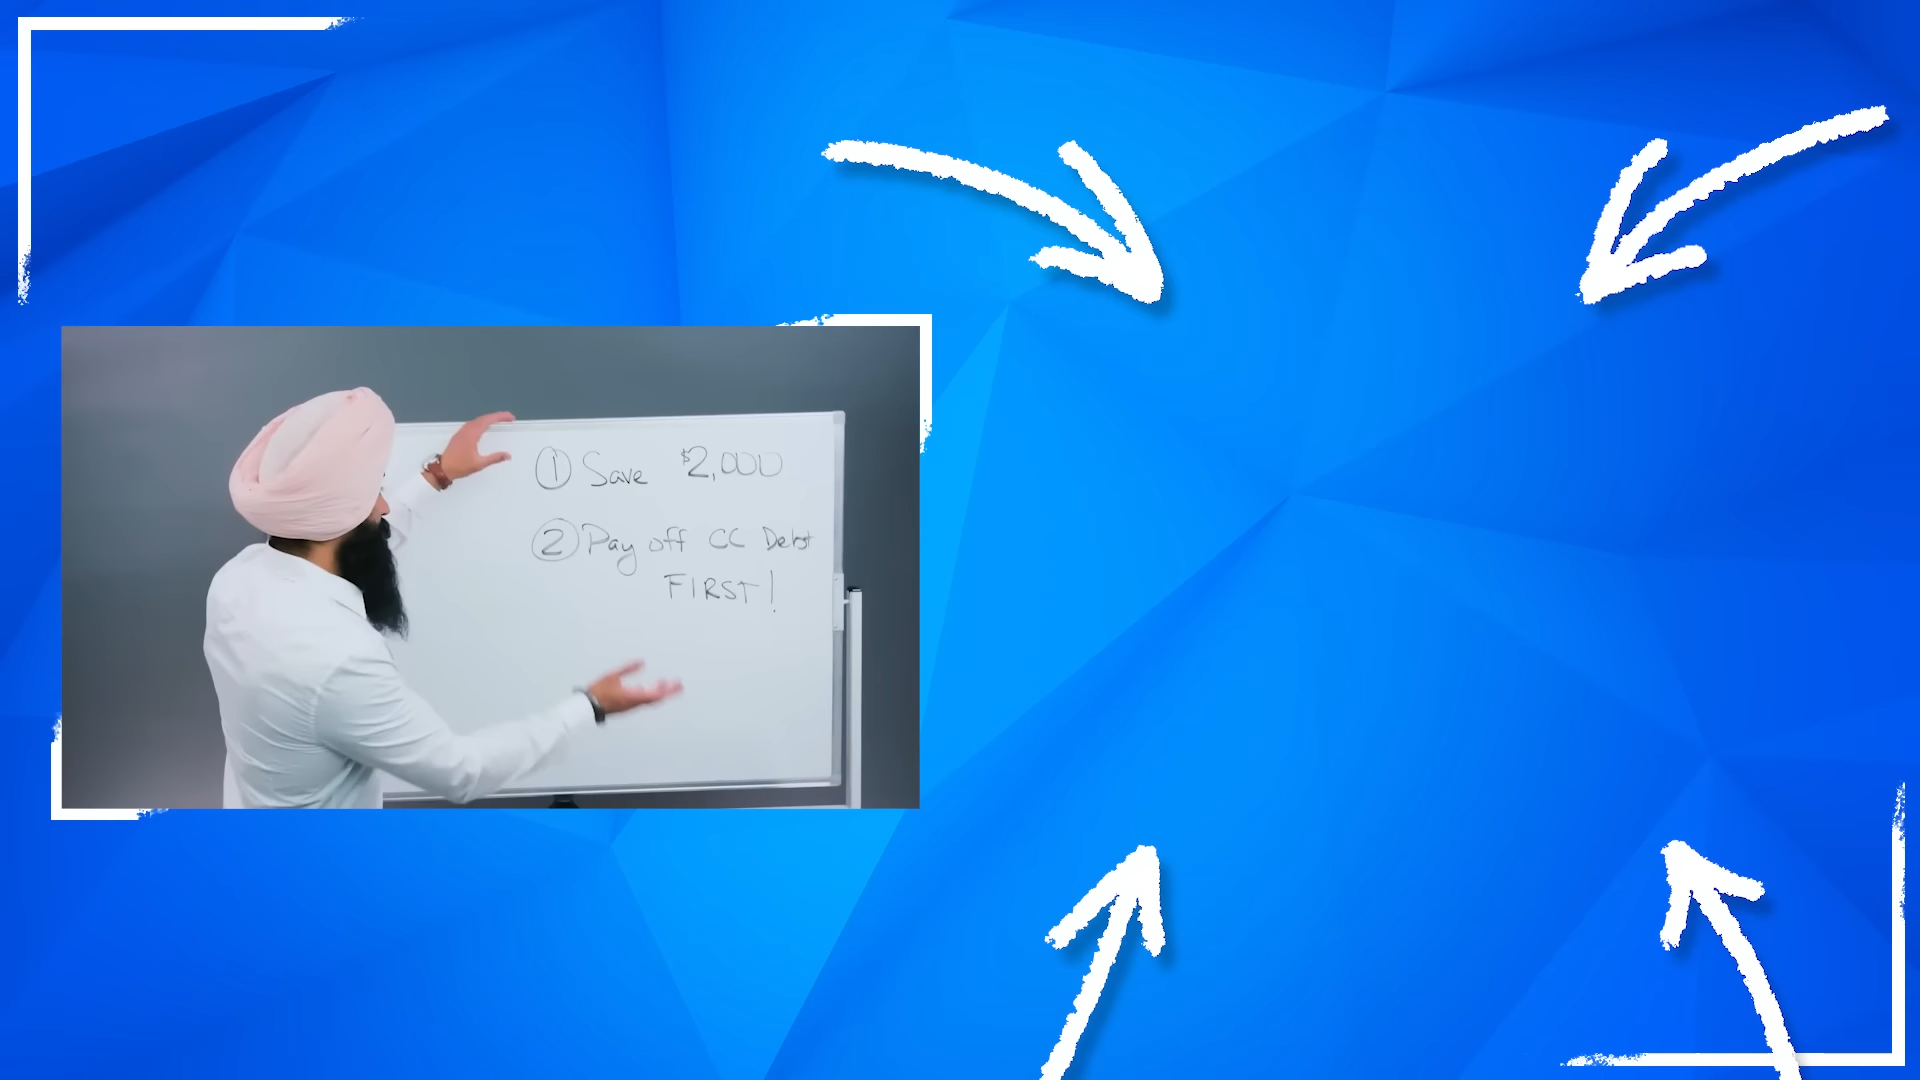 ① Save $2,000
② Pay off CC Debt
FIRST!